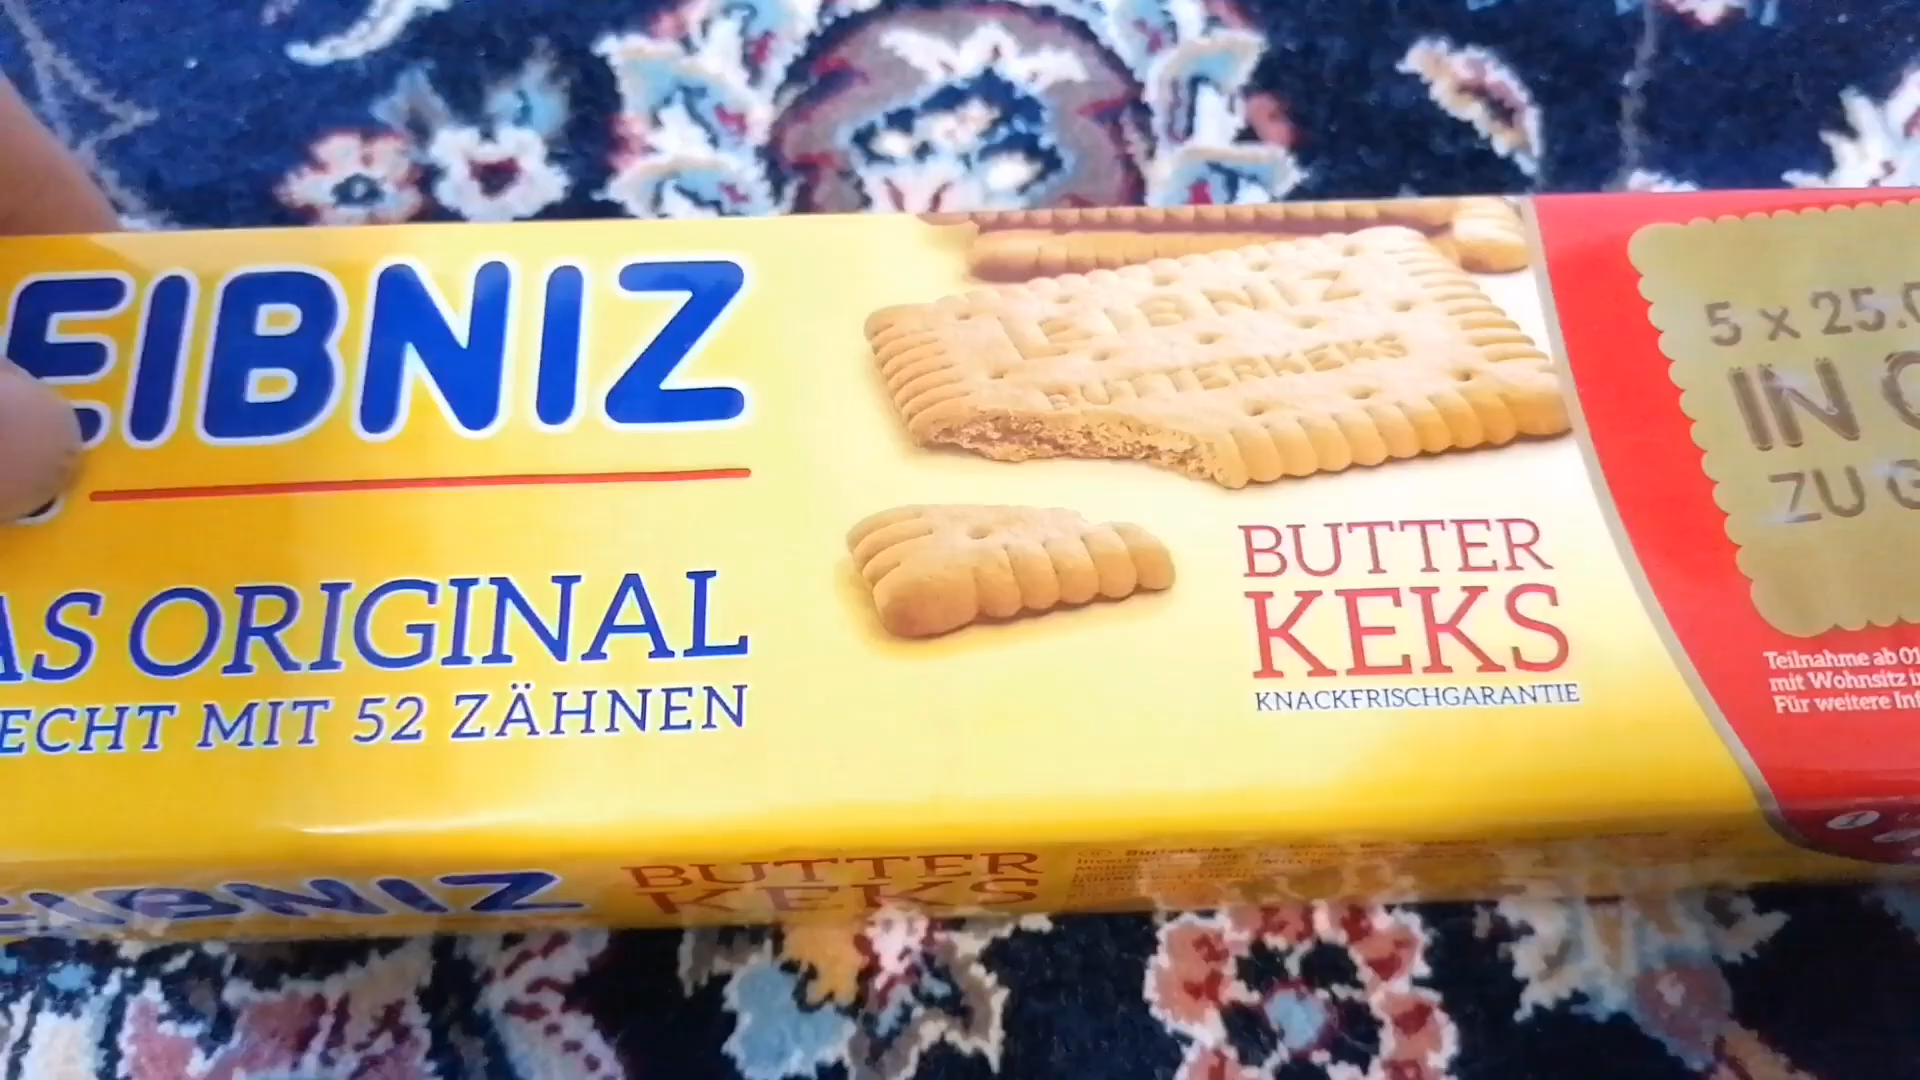 EIBNIZ
AS ORIGINAL
ECHT MIT 52 ZÄHNEN
LEIBNIZ
BUTTERKEKS
BUTTER
KEKS
KNACKFRISCHGARANTIE
5 x 25.0
IN G
ZU G
Teilnahme ab 01
mit Wohnsitz i
Für weitere Inf
EIBNIZ
BUTTER
KEKS